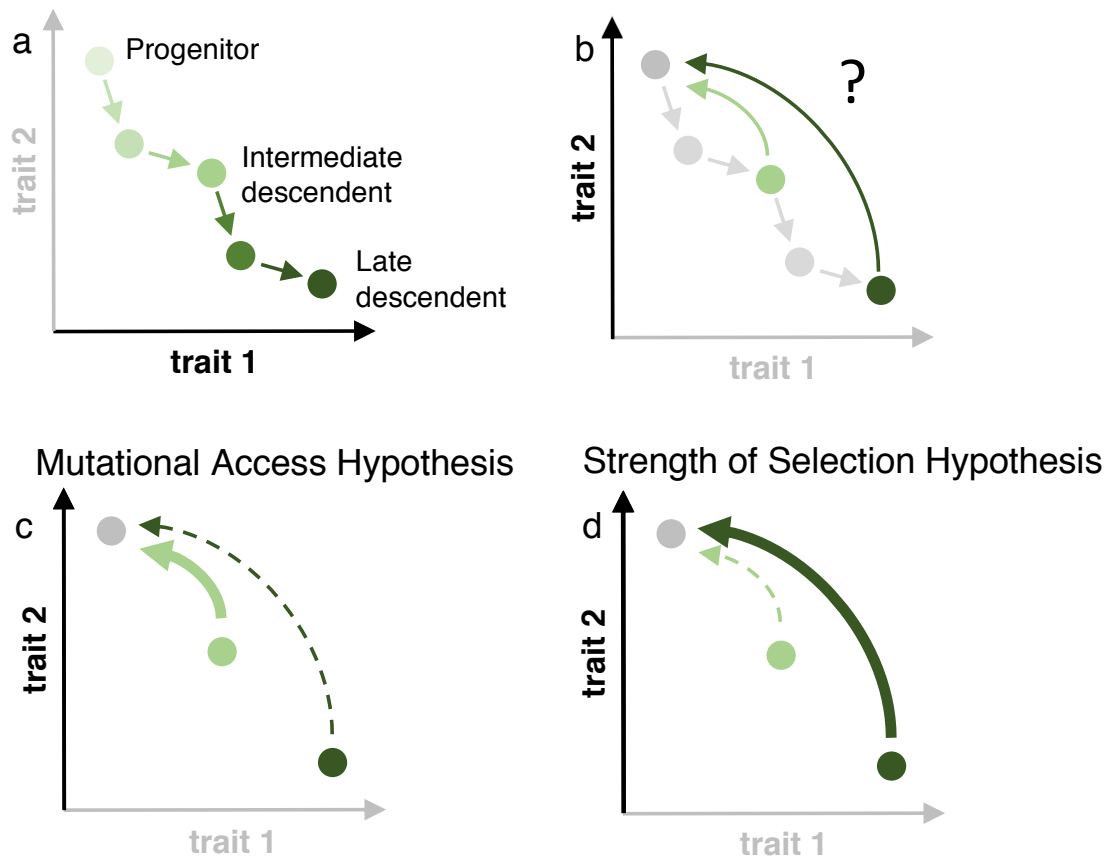 a
Progenitor
Intermediate
descendent
Late
descendent
trait 2
trait 1
b
?
trait 2
trait 1
Mutational Access Hypothesis
c
trait 2
trait 1
Strength of Selection Hypothesis
d
trait 2
trait 1